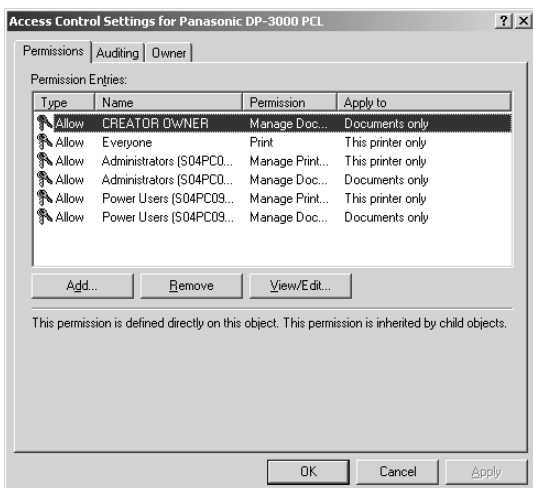 Access Control Settings for Panasonic DP-3000 PCL
Permissions Auditing Owner
Permission Entries:
Type Name Permission Apply to
Allow CREATOR OWNER Manage Doc... Documents only
Allow Everyone Print This printer only
Allow Administrators (S04PC0... Manage Print... This printer only
Allow Administrators (S04PC0... Manage Doc... Documents only
Allow Power Users (S04PC09... Manage Print... This printer only
Allow Power Users (S04PC09... Manage Doc... Documents only
Add... Remove View/Edit...
This permission is defined directly on this object. This permission is inherited by child objects.
OK Cancel Apply